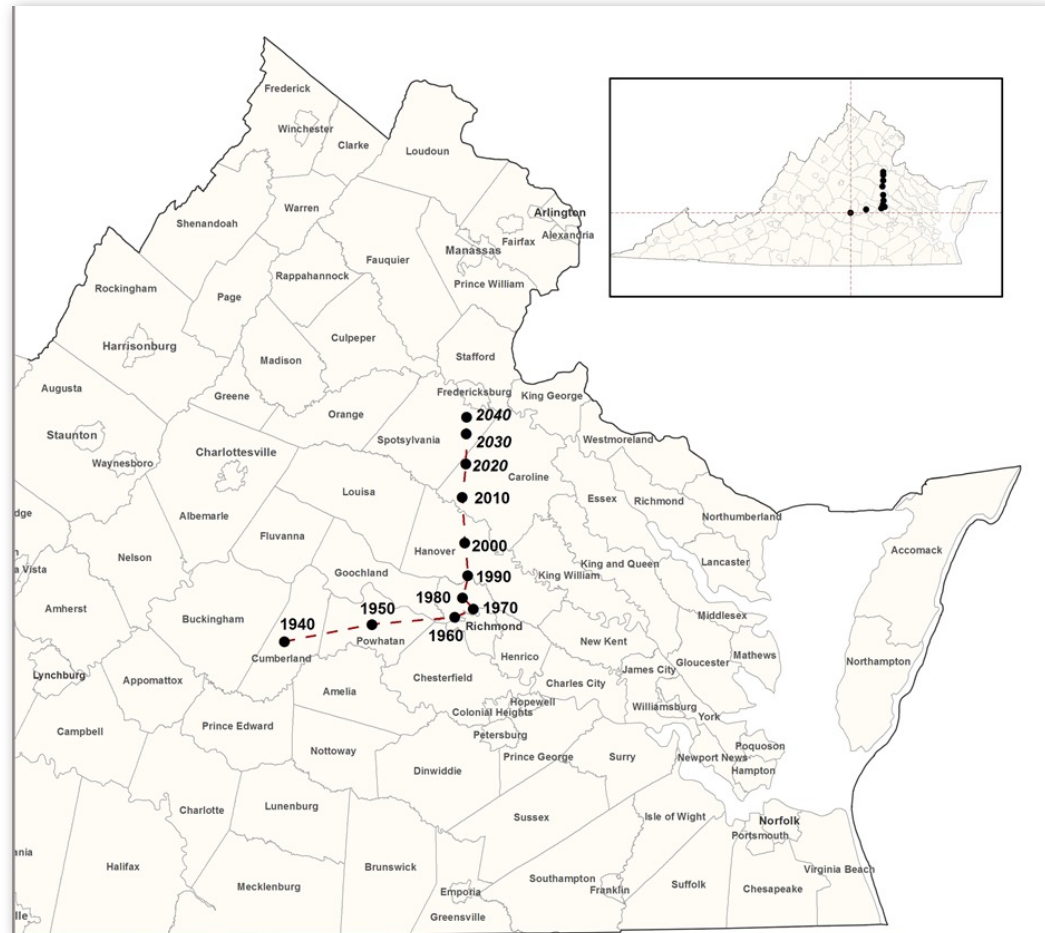 Frederick
Winchester
Clarke
Loudoun
Shenandoah
Warren
Arlington
Fairfax
Alexandria
Manassas
Fauquier
Rappahannock
Prince William
Rockingham
Page
Culpeper
Harrisonburg
Madison
Stafford
Augusta
Greene
Fredericksburg
King George
Orange
2040
Staunton
Spotsylvania
2030
Westmoreland
Charlottesville
Waynesboro
2020
Caroline
Louisa
2010
Essex
Richmond
dge
Albemarle
Northumberland
Fluvanna
Hanover
2000
Accomack
Nelson
King and Queen
Lancaster
a Vista
Goochland
1990
King William
Amherst
1980
1970
Buckingham
1950
Middlesex
1940
1960
Richmond
Powhatan
New Kent
Cumberland
Henrico
Mathews
Gloucester
Northampton
Lynchburg
Appomattox
James City
Chesterfield
Charles City
Amelia
Hopewell
Williamsburg
Colonial Heights
York
Prince Edward
Campbell
Petersburg
Poquoson
Nottoway
Prince George
Surry
Newport News
Dinwiddie
Hampton
Charlotte
Lunenburg
Sussex
Isle of Wight
Norfolk
Portsmouth
ania
Halifax
Brunswick
Virginia Beach
Mecklenburg
Southampton
Suffolk
Chesapeake
Emporia
Franklin
lle
Greensville